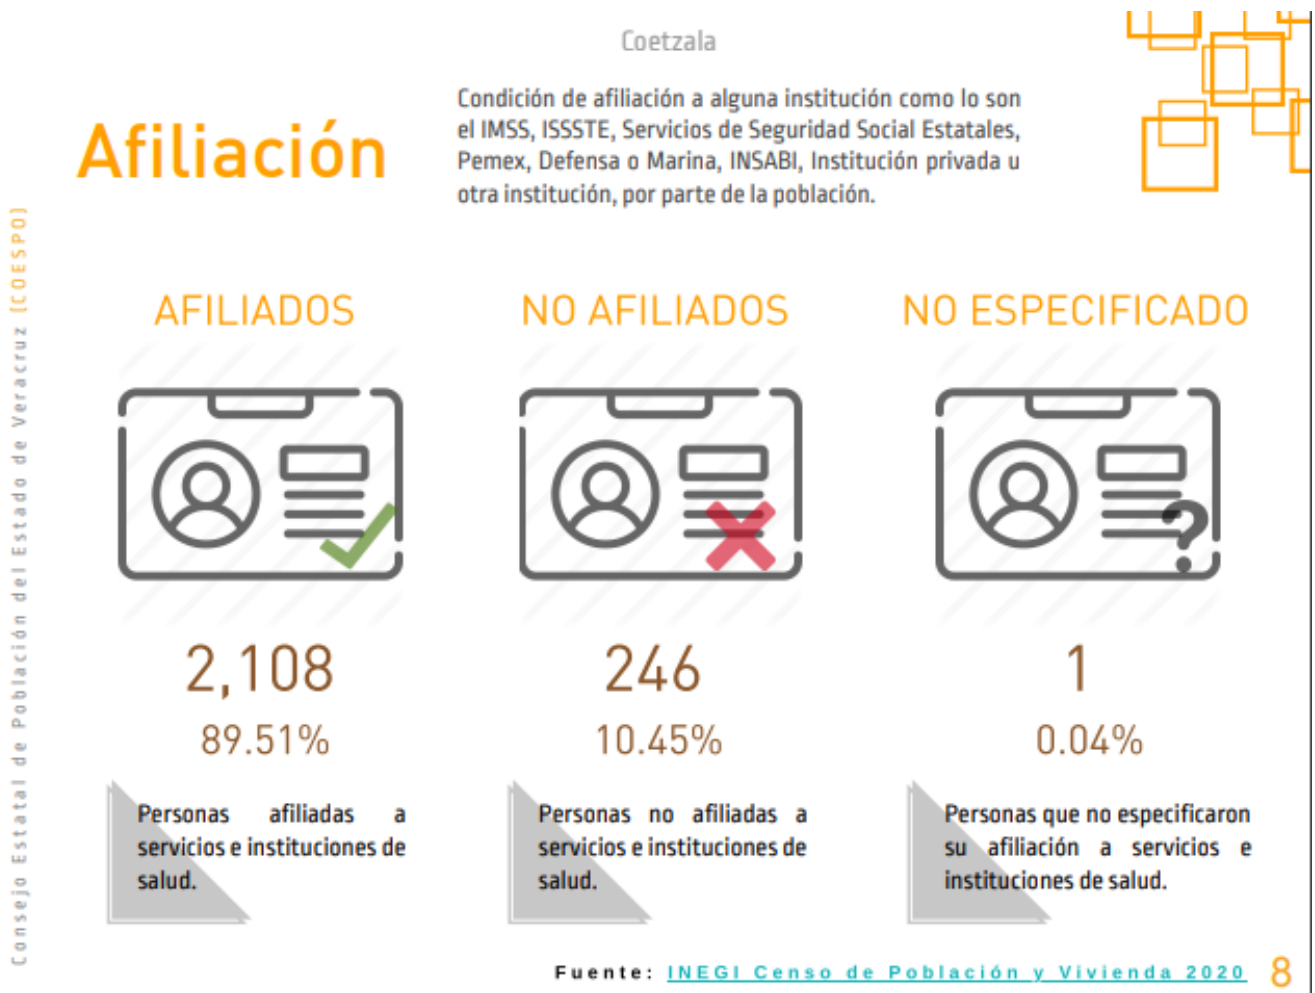 Coetzala
Afiliación
Condición de afiliación a alguna institución como lo son
el IMSS, ISSSTE, Servicios de Seguridad Social Estatales,
Pemex, Defensa o Marina, INSABI, Institución privada u
otra institución, por parte de la población.
Consejo Estatal de Población del Estado de Veracruz (COESPO)
AFILIADOS
NO AFILIADOS
NO ESPECIFICADO
?
2,108
246
1
89.51%
10.45%
0.04%
Personas afiliadas a
servicios e instituciones de
salud.
Personas no afiliadas a
servicios e instituciones de
salud.
Personas que no especificaron
su afiliación a servicios e
instituciones de salud.
Fuente: INEGI Censo de Población y Vivienda 2020
8